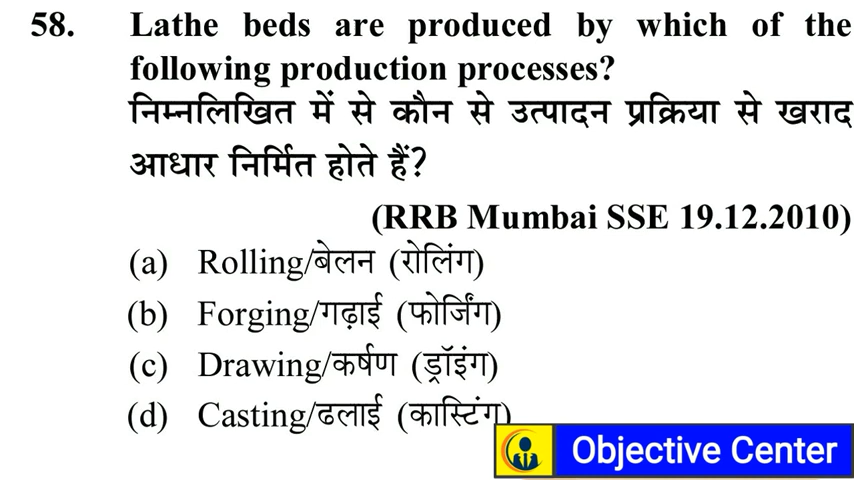 58. Lathe beds are produced by which of the
following production processes?
निम्नलिखित में से कौन से उत्पादन प्रक्रिया से खराद
आधार निर्मित होते हैं?
(RRB Mumbai SSE 19.12.2010)
(a) Rolling/बेलन (रोलिंग)
(b) Forging/गढ़ाई (फोर्जिंग)
(c) Drawing/कर्षण (ड्रॉइंग)
(d) Casting/ढलाई (कास्टिंग)
Objective Center